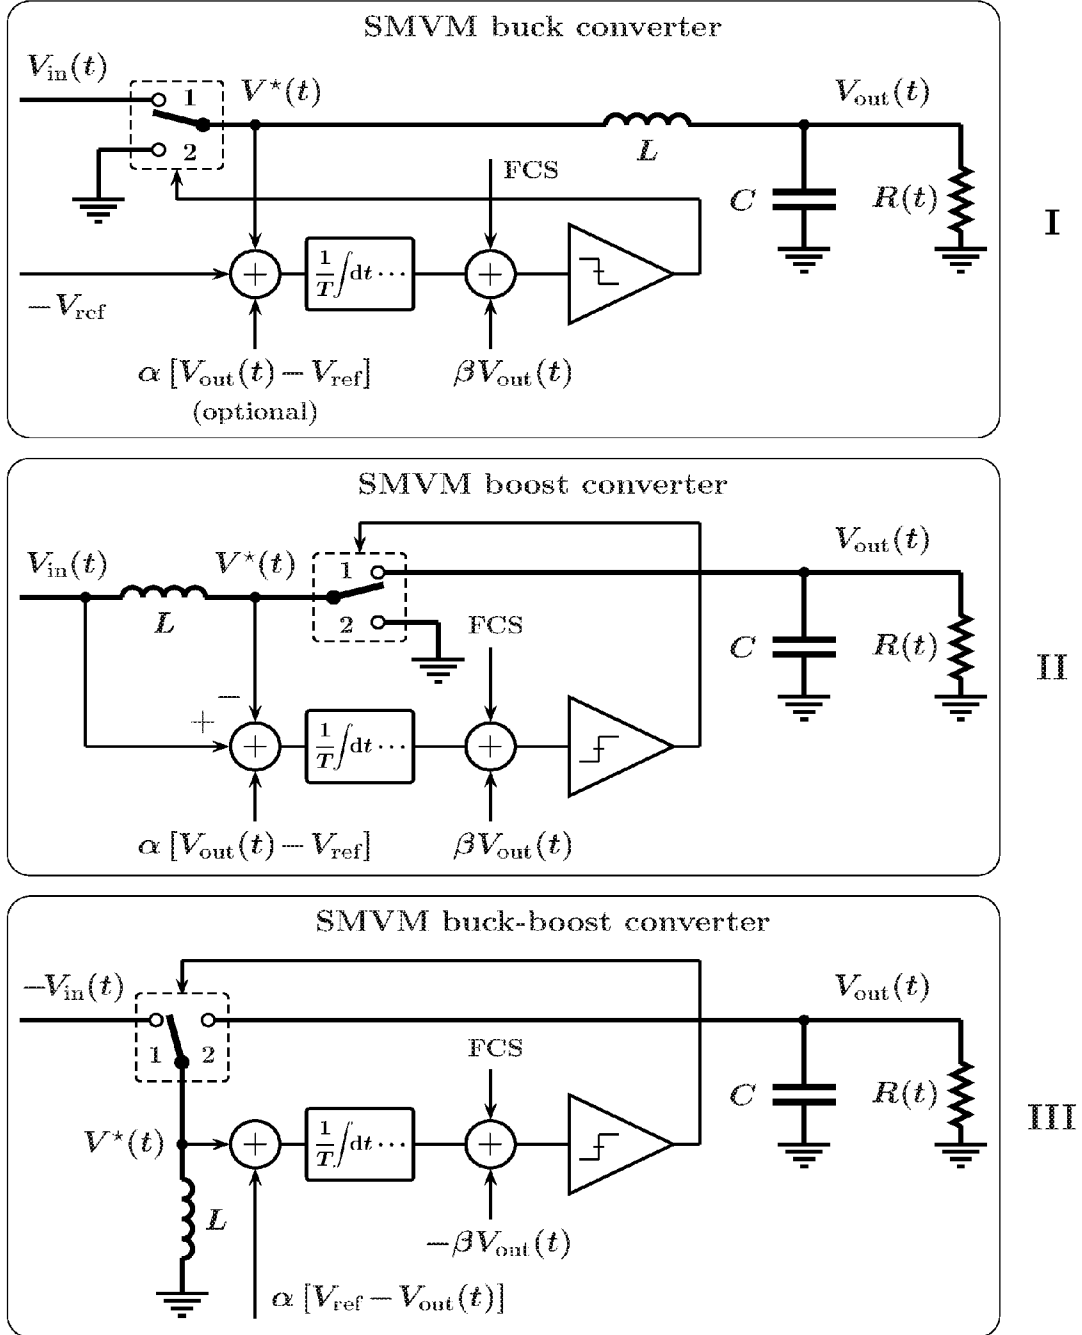 SMVM buck converter
V_in(t)
1
V*(t)
V_out(t)
2
L
FCS
C
R(t)
I
+
1/T ∫dt ···
+
−V_ref
α [V_out(t) − V_ref]
βV_out(t)
(optional)
SMVM boost converter
V_in(t)
V*(t)
1
V_out(t)
L
2
FCS
C
R(t)
II
−
+
+
1/T ∫dt ···
+
α [V_out(t) − V_ref]
βV_out(t)
SMVM buck-boost converter
−V_in(t)
V_out(t)
1
2
FCS
C
R(t)
III
V*(t)
+
1/T ∫dt ···
+
L
−βV_out(t)
α [V_ref − V_out(t)]